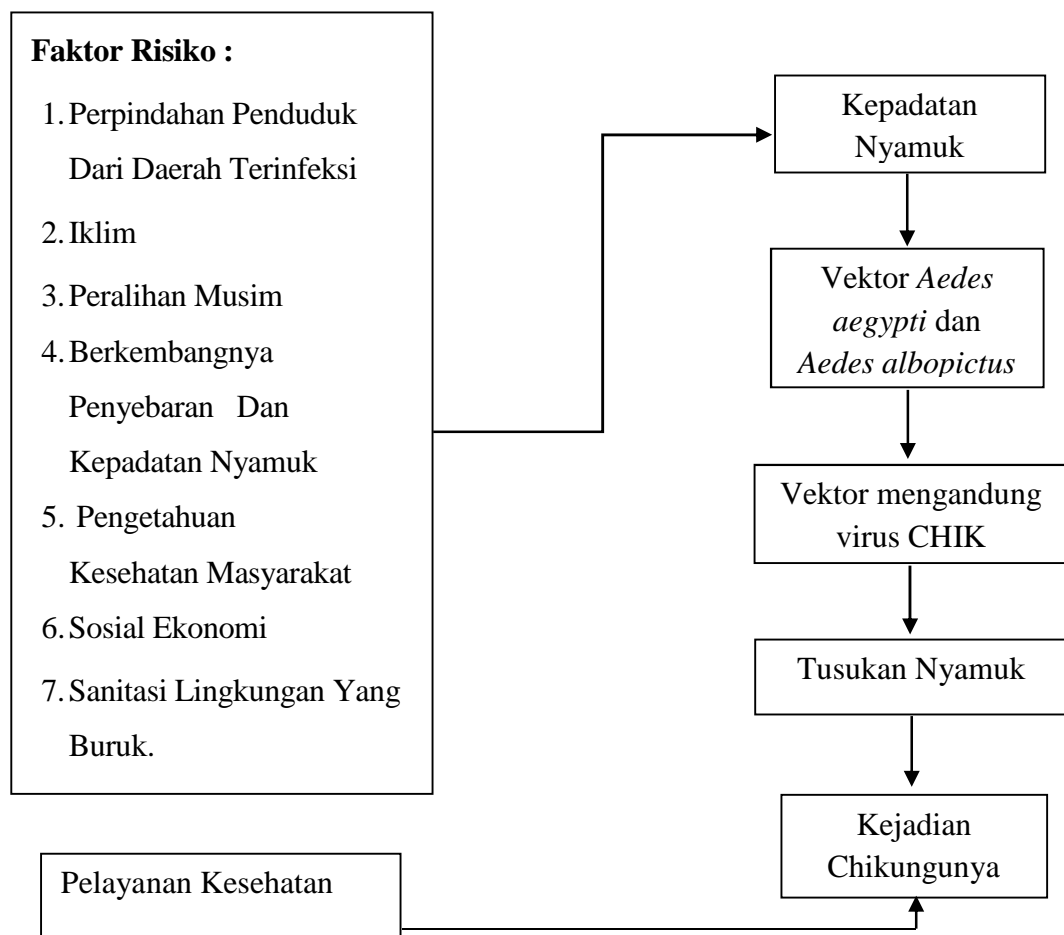 Faktor Risiko :
1. Perpindahan Penduduk
Dari Daerah Terinfeksi
2. Iklim
3. Peralihan Musim
4. Berkembangnya
Penyebaran Dan
Kepadatan Nyamuk
5. Pengetahuan
Kesehatan Masyarakat
6. Sosial Ekonomi
7. Sanitasi Lingkungan Yang
Buruk.
Pelayanan Kesehatan
Kepadatan
Nyamuk
Vektor Aedes
aegypti dan
Aedes albopictus
Vektor mengandung
virus CHIK
Tusukan Nyamuk
Kejadian
Chikungunya